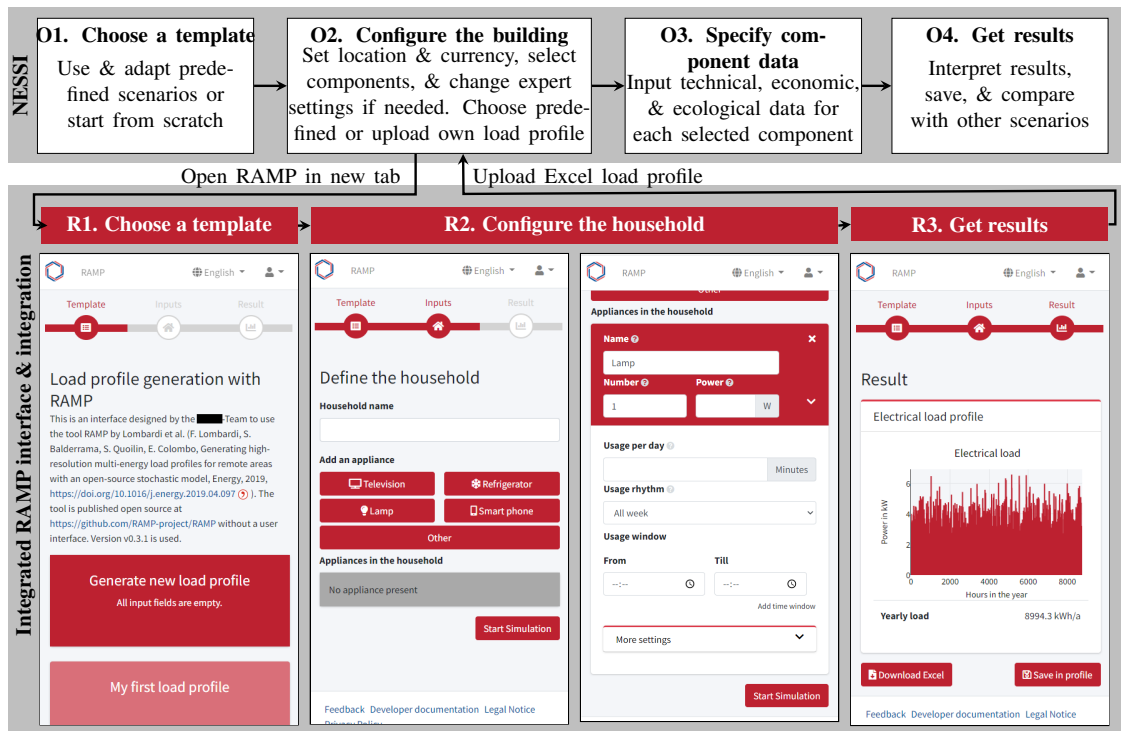 NESSI
O1. Choose a template
Use & adapt prede-
fined scenarios or
start from scratch
O2. Configure the building
Set location & currency, select
components, & change expert
settings if needed. Choose prede-
fined or upload own load profile
O3. Specify com-
ponent data
Input technical, economic,
& ecological data for
each selected component
O4. Get results
Interpret results,
save, & compare
with other scenarios
Open RAMP in new tab
Upload Excel load profile
Integrated RAMP interface & integration
R1. Choose a template
R2. Configure the household
R3. Get results
RAMP
English
Template
Inputs
Result
Load profile generation with
RAMP
This is an interface designed by the
-Team to use
the tool RAMP by Lombardi et al. (F. Lombardi, S.
Balderrama, S. Quoilin, E. Colombo, Generating high-
resolution multi-energy load profiles for remote areas
with an open-source stochastic model, Energy, 2019,
https://doi.org/10.1016/j.energy.2019.04.097 (?) ). The
tool is published open source at
https://github.com/RAMP-project/RAMP without a user
interface. Version v0.3.1 is used.
Generate new load profile
All input fields are empty.
My first load profile
RAMP
English
Template
Inputs
Result
Define the household
Household name
Add an appliance
Television
Refrigerator
Lamp
Smart phone
Other
Appliances in the household
No appliance present
Start Simulation
Feedback Developer documentation Legal Notice
Privacy Policy
RAMP
English
Other
Appliances in the household
Name ?
Lamp
Number ?
Power ?
1
W
Usage per day ?
Minutes
Usage rhythm ?
All week
Usage window
From
Till
--:--
--:--
Add time window
More settings
Start Simulation
RAMP
English
Template
Inputs
Result
Result
Electrical load profile
Electrical load
Power in kW
6
4
2
0
0
2000
4000
6000
8000
Hours in the year
Yearly load
8994.3 kWh/a
Download Excel
Save in profile
Feedback Developer documentation Legal Notice